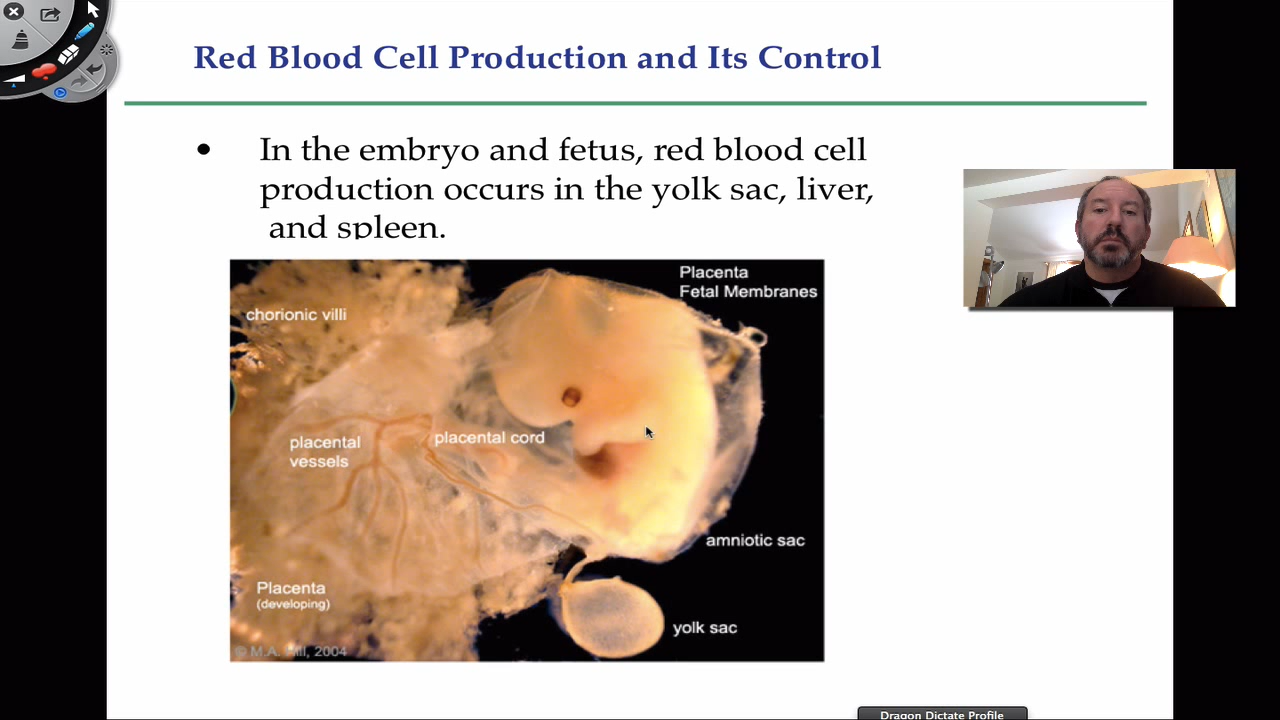 Red Blood Cell Production and Its Control
• In the embryo and fetus, red blood cell
production occurs in the yolk sac, liver,
and spleen.
Placenta
Fetal Membranes
chorionic villi
placental
vessels
placental cord
amniotic sac
Placenta
(developing)
yolk sac
© M.A. Hill, 2004
Dragon Dictate Profile